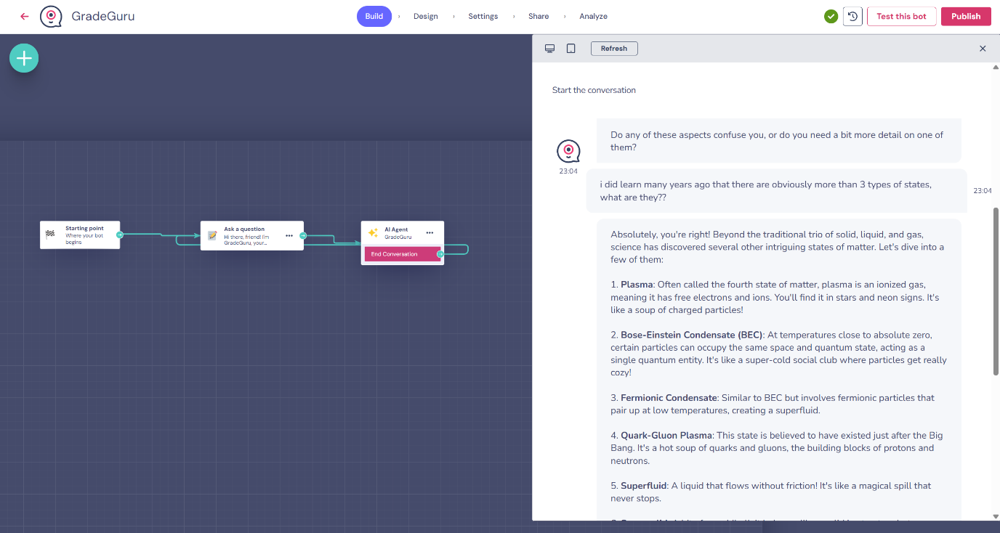 GradeGuru
Build
Design
Settings
Share
Analyze
Test this bot
Publish
Refresh
Start the conversation
Do any of these aspects confuse you, or do you need a bit more detail on one of
them?
23:04
i did learn many years ago that there are obviously more than 3 types of states,
what are they??
23:04
Absolutely, you're right! Beyond the traditional trio of solid, liquid, and gas,
science has discovered several other intriguing states of matter. Let's dive into a
few of them:
1. Plasma: Often called the fourth state of matter, plasma is an ionized gas,
meaning it has free electrons and ions. You'll find it in stars and neon signs. It's
like a soup of charged particles!
2. Bose-Einstein Condensate (BEC): At temperatures close to absolute zero,
certain particles can occupy the same space and quantum state, acting as a
single quantum entity. It's like a super-cold social club where particles get really
cozy!
3. Fermionic Condensate: Similar to BEC but involves fermionic particles that
pair up at low temperatures, creating a superfluid.
4. Quark-Gluon Plasma: This state is believed to have existed just after the Big
Bang. It's a hot soup of quarks and gluons, the building blocks of protons and
neutrons.
5. Superfluid: A liquid that flows without friction! It's like a magical spill that
never stops.
Starting point
Where your bot
begins
Ask a question
Hi there, friend! I'm
GradeGuru, your...
AI Agent
GradeGuru
End Conversation